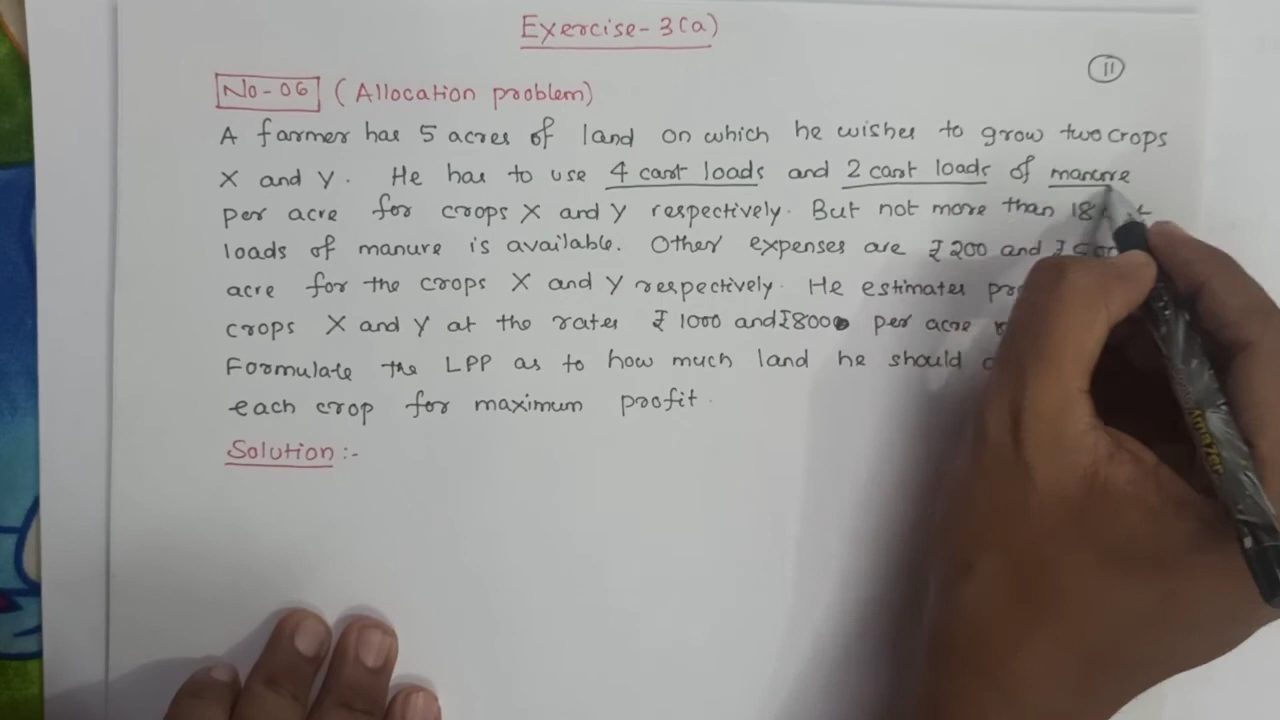 Exercise-3(a)
11
No-06 (Allocation problem)
A farmer has 5 acres of land on which he wishes to grow two crops
X and Y. He has to use 4 cart loads and 2 cart loads of manure
per acre for crops X and Y respectively. But not more than 18
loads of manure is available. Other expenses are ₹200 and
acre for the crops X and Y respectively. He estimates
crops X and Y at the rates ₹1000 and ₹800 per acre
Formulate the LPP as to how much land he should
each crop for maximum profit.
Solution:-